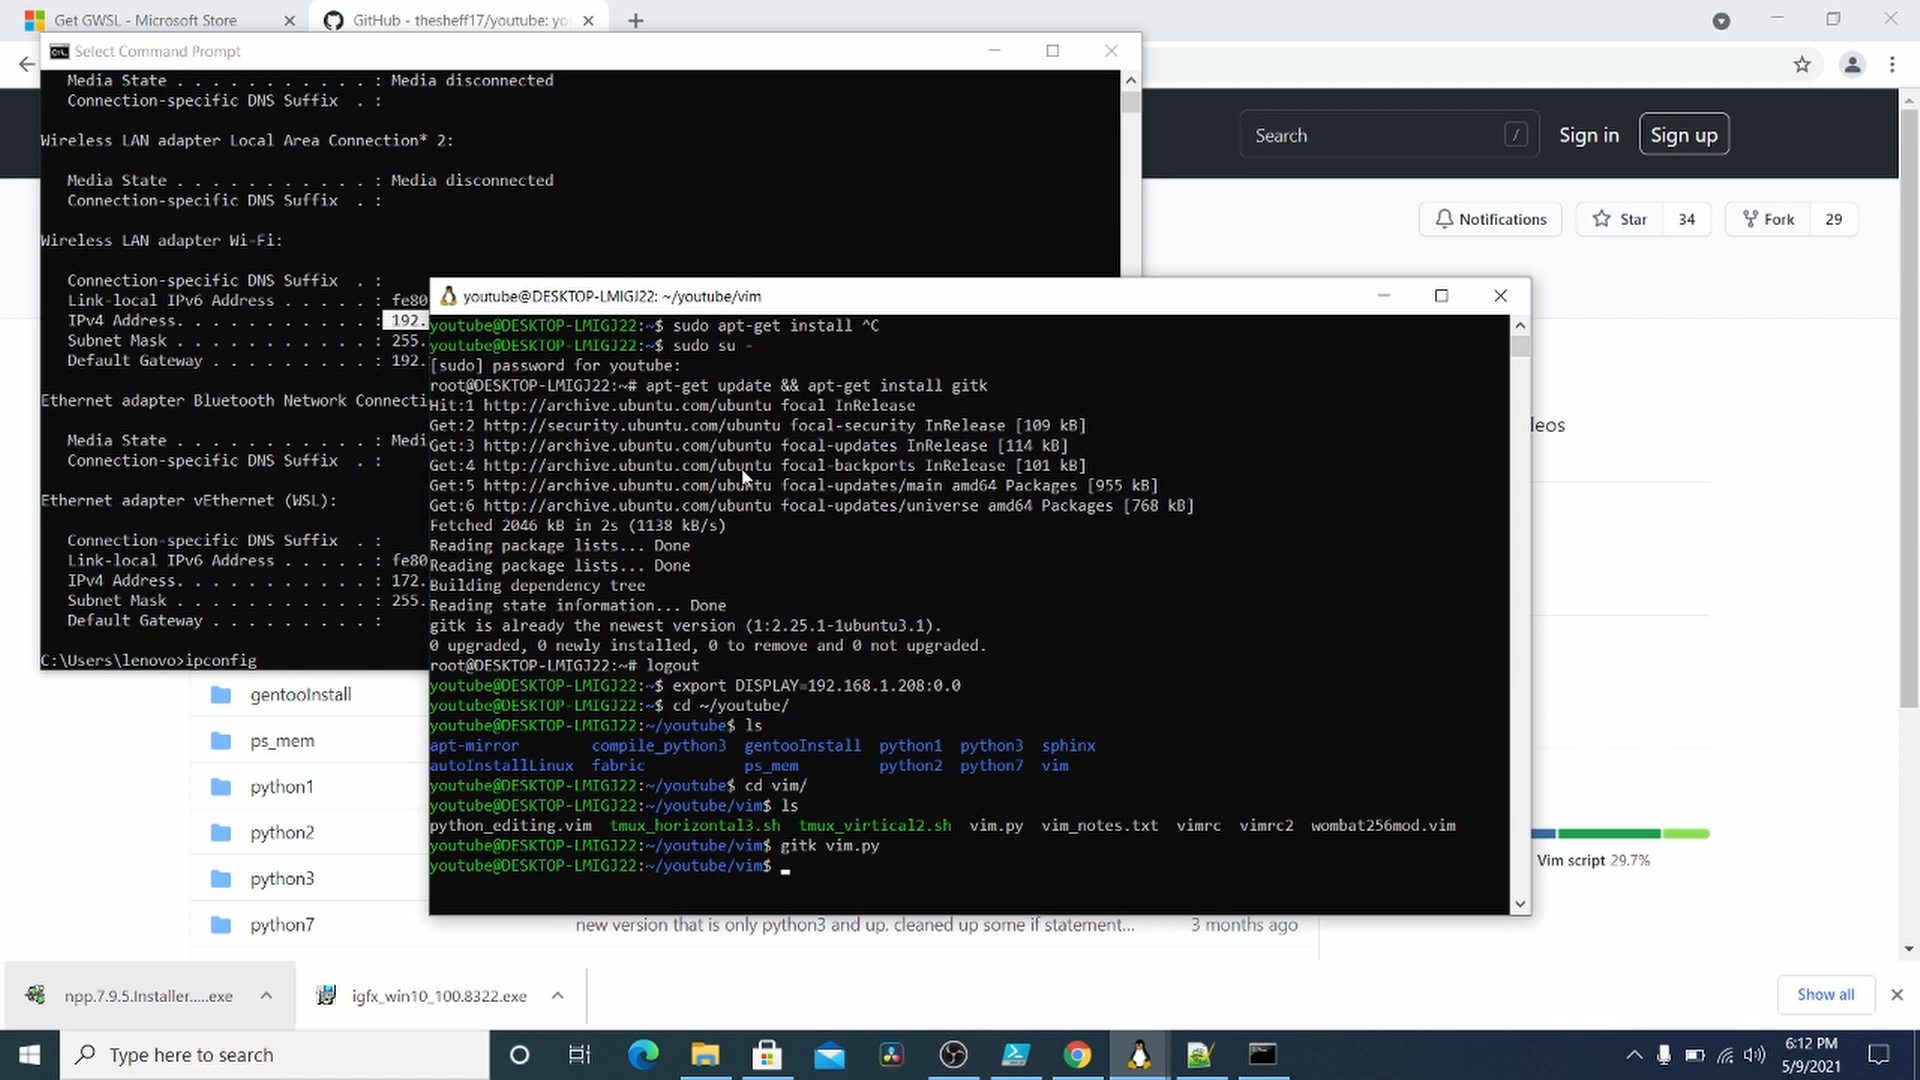 Get GWSL - Microsoft Store
GitHub - thesheff17/youtube: you
Select Command Prompt
Media State . . . . . . . . . . . : Media disconnected
Connection-specific DNS Suffix  . :
Wireless LAN adapter Local Area Connection* 2:
Media State . . . . . . . . . . . : Media disconnected
Connection-specific DNS Suffix  . :
Wireless LAN adapter Wi-Fi:
Connection-specific DNS Suffix  . :
Link-local IPv6 Address . . . . . : fe80
IPv4 Address. . . . . . . . . . . : 192.
Subnet Mask . . . . . . . . . . . : 255.
Default Gateway . . . . . . . . . : 192.
Ethernet adapter Bluetooth Network Connecti
Media State . . . . . . . . . . . : Medi
Connection-specific DNS Suffix  . :
Ethernet adapter vEthernet (WSL):
Connection-specific DNS Suffix  . :
Link-local IPv6 Address . . . . . : fe80
IPv4 Address. . . . . . . . . . . : 172.
Subnet Mask . . . . . . . . . . . : 255.
Default Gateway . . . . . . . . . :
C:\Users\lenovo>ipconfig
Search /
Sign in
Sign up
Notifications
Star 34
Fork 29
youtube@DESKTOP-LMIGJ22: ~/youtube/vim
youtube@DESKTOP-LMIGJ22:~$ sudo apt-get install ^C
youtube@DESKTOP-LMIGJ22:~$ sudo su -
[sudo] password for youtube:
root@DESKTOP-LMIGJ22:~# apt-get update && apt-get install gitk
Hit:1 http://archive.ubuntu.com/ubuntu focal InRelease
Get:2 http://security.ubuntu.com/ubuntu focal-security InRelease [109 kB]
Get:3 http://archive.ubuntu.com/ubuntu focal-updates InRelease [114 kB]
Get:4 http://archive.ubuntu.com/ubuntu focal-backports InRelease [101 kB]
Get:5 http://archive.ubuntu.com/ubuntu focal-updates/main amd64 Packages [955 kB]
Get:6 http://archive.ubuntu.com/ubuntu focal-updates/universe amd64 Packages [768 kB]
Fetched 2046 kB in 2s (1138 kB/s)
Reading package lists... Done
Reading package lists... Done
Building dependency tree
Reading state information... Done
gitk is already the newest version (1:2.25.1-1ubuntu3.1).
0 upgraded, 0 newly installed, 0 to remove and 0 not upgraded.
root@DESKTOP-LMIGJ22:~# logout
youtube@DESKTOP-LMIGJ22:~$ export DISPLAY=192.168.1.208:0.0
youtube@DESKTOP-LMIGJ22:~$ cd ~/youtube/
youtube@DESKTOP-LMIGJ22:~/youtube$ ls
apt-mirror compile_python3 gentooInstall python1 python3 sphinx
autoInstallLinux fabric ps_mem python2 python7 vim
youtube@DESKTOP-LMIGJ22:~/youtube$ cd vim/
youtube@DESKTOP-LMIGJ22:~/youtube/vim$ ls
python_editing.vim tmux_horizontal3.sh tmux_virtical2.sh vim.py vim_notes.txt vimrc vimrc2 wombat256mod.vim
youtube@DESKTOP-LMIGJ22:~/youtube/vim$ gitk vim.py
youtube@DESKTOP-LMIGJ22:~/youtube/vim$
leos
Vim script 29.7%
gentooInstall
ps_mem
python1
python2
python3
python7 new version that is only python3 and up. cleaned up some if statement... 3 months ago
npp.7.9.5.Installer.....exe
igfx_win10_100.8322.exe
Show all
Type here to search
6:12 PM
5/9/2021